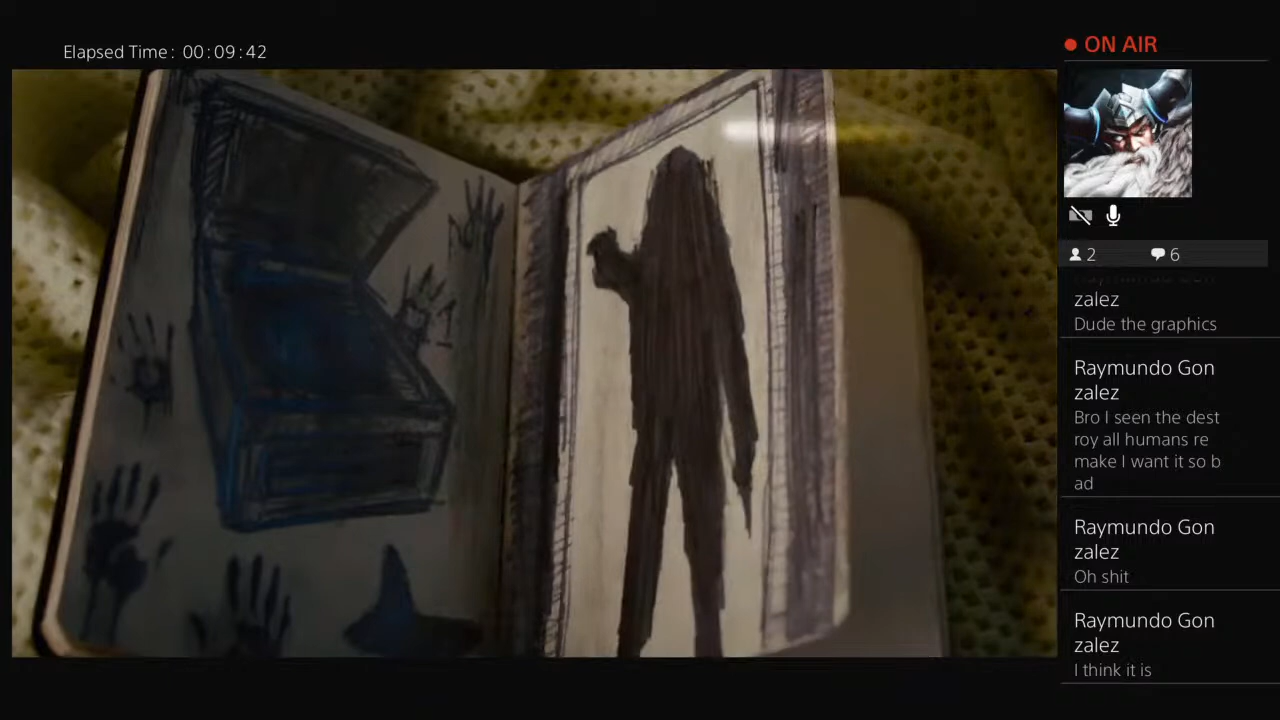 Elapsed Time: 00:09:42
ON AIR
2
6
zalez
Dude the graphics
Raymundo Gon
zalez
Bro I seen the dest
roy all humans re
make I want it so b
ad
Raymundo Gon
zalez
Oh shit
Raymundo Gon
zalez
I think it is